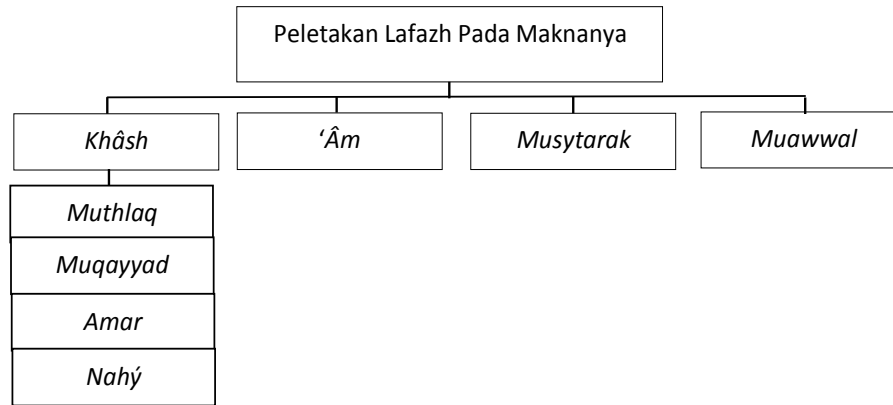 Peletakan Lafazh Pada Maknanya
Khâsh
‘Âm
Musytarak
Muawwal
Muthlaq
Muqayyad
Amar
Nahý